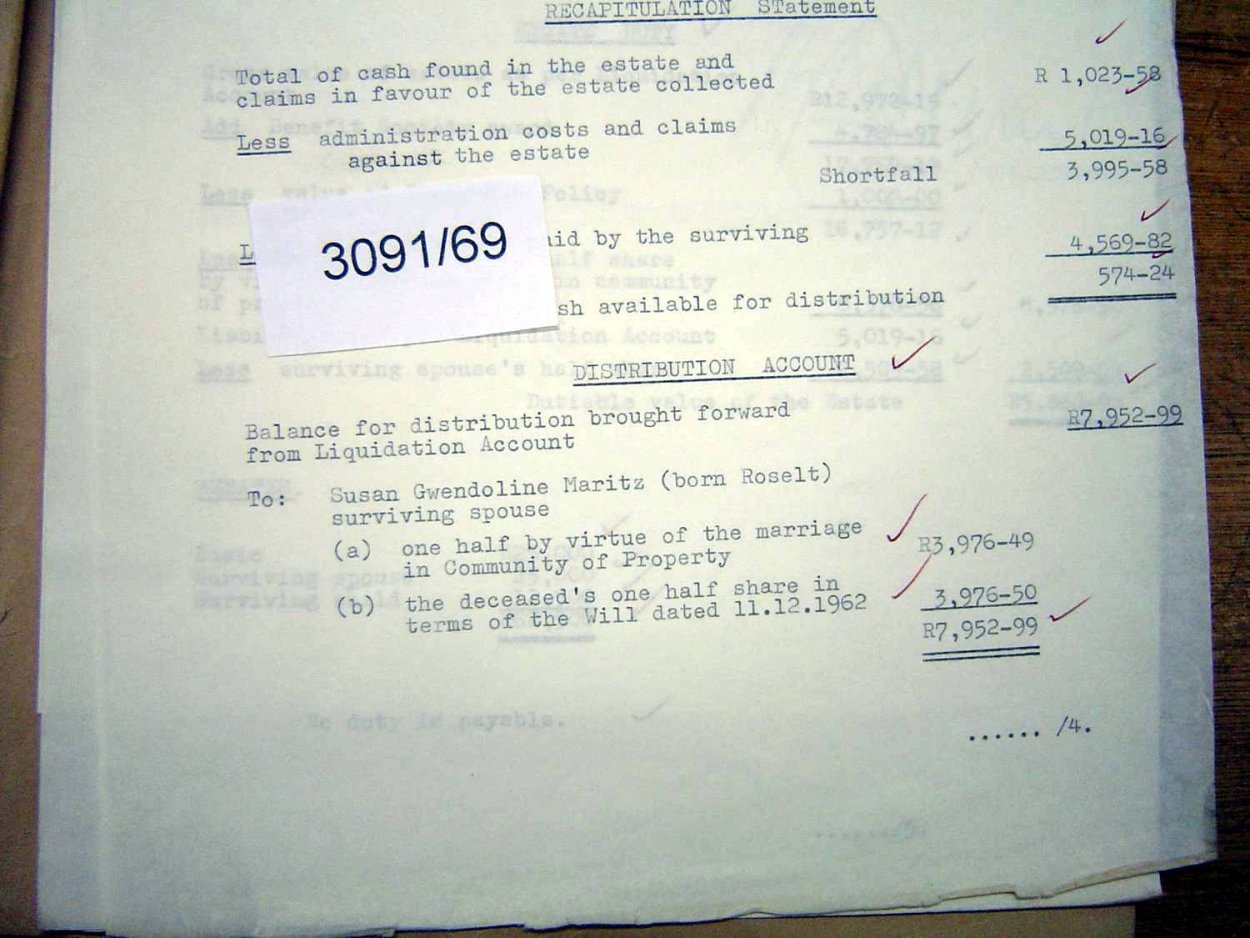 RECAPITULATION STatement
Total of cash found in the estate and
claims in favour of the estate collected R 1,023-58
Less administration costs and claims
against the estate 5,019-16
Shortfall 3,995-58
3091/69
aid by the surviving 4,569-82
574-24
sh available for distribution
DISTRIBUTION ACCOUNT
Balance for distribution brought forward
from Liquidation Account R7,952-99
To: Susan Gwendoline Maritz (born Roselt)
surviving spouse
(a) one half by virtue of the marriage
in Community of Property R3,976-49
(b) the deceased's one half share in
terms of the Will dated 11.12.1962 3,976-50
R7,952-99
...... /4.